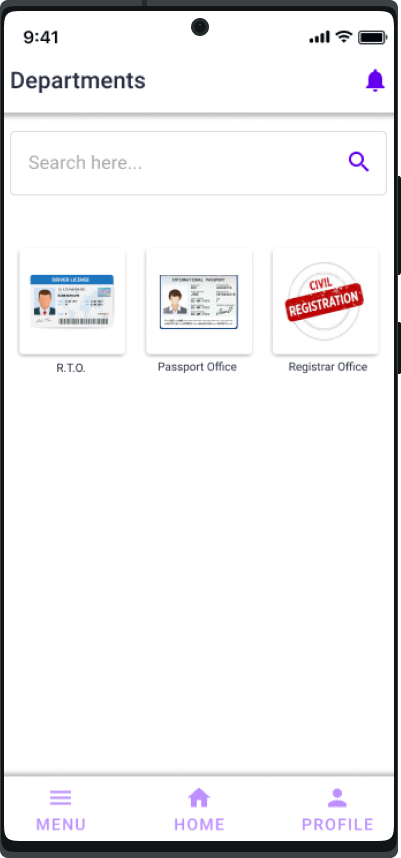 9:41
Departments
Search here...
DRIVER LICENSE
INTERNATIONAL PASSPORT
CIVIL
REGISTRATION
R.T.O.
Passport Office
Registrar Office
MENU
HOME
PROFILE